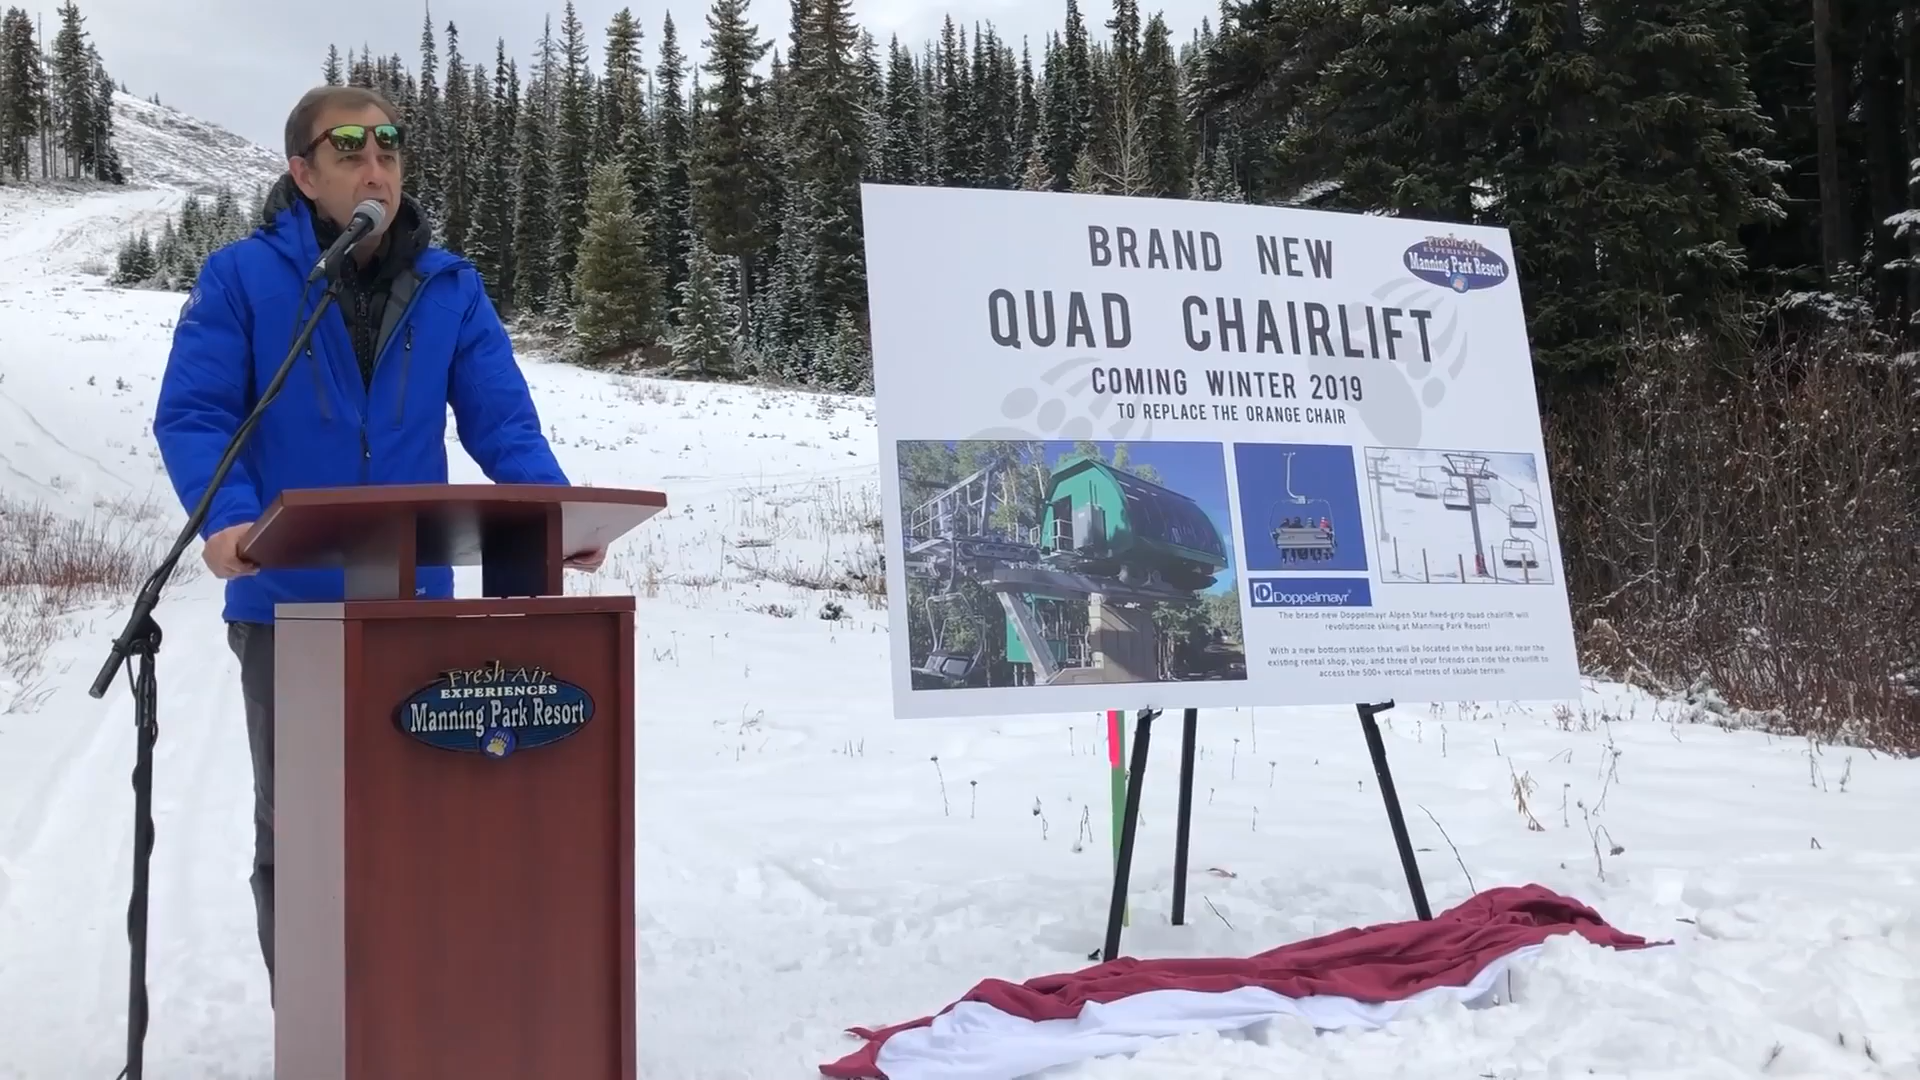 BRAND NEW
QUAD CHAIRLIFT
COMING WINTER 2019
TO REPLACE THE ORANGE CHAIR
Fresh Air
EXPERIENCES
Manning Park Resort
Doppelmayr
The brand new Doppelmayr Alpen Star fixed-grip quad chairlift will
revolutionize skiing at Manning Park Resort!
With a new bottom station that will be located in the base area, near the
existing rental shop, you, and three of your friends can ride the chairlift to
access the 500+ vertical metres of skiable terrain.
Fresh Air
EXPERIENCES
Manning Park Resort